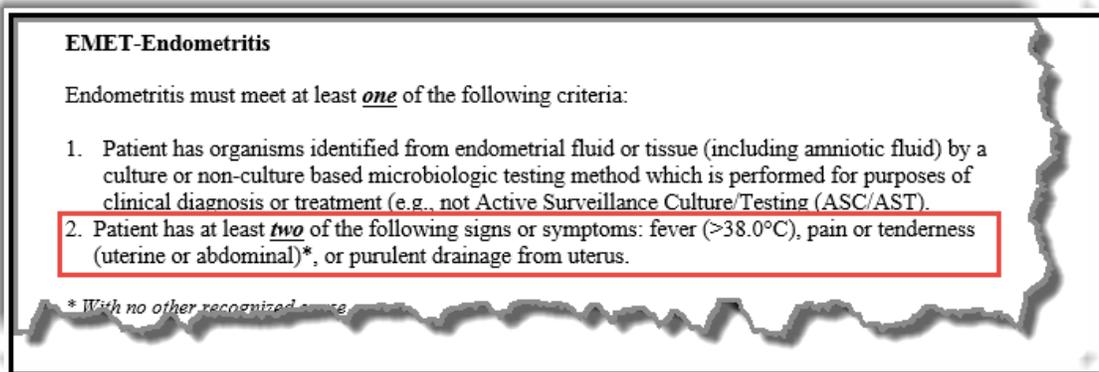 EMET-Endometritis
Endometritis must meet at least one of the following criteria:
1. Patient has organisms identified from endometrial fluid or tissue (including amniotic fluid) by a
culture or non-culture based microbiologic testing method which is performed for purposes of
clinical diagnosis or treatment (e.g., not Active Surveillance Culture/Testing (ASC/AST).
2. Patient has at least two of the following signs or symptoms: fever (>38.0°C), pain or tenderness
(uterine or abdominal)*, or purulent drainage from uterus.
* With no other recognized cause